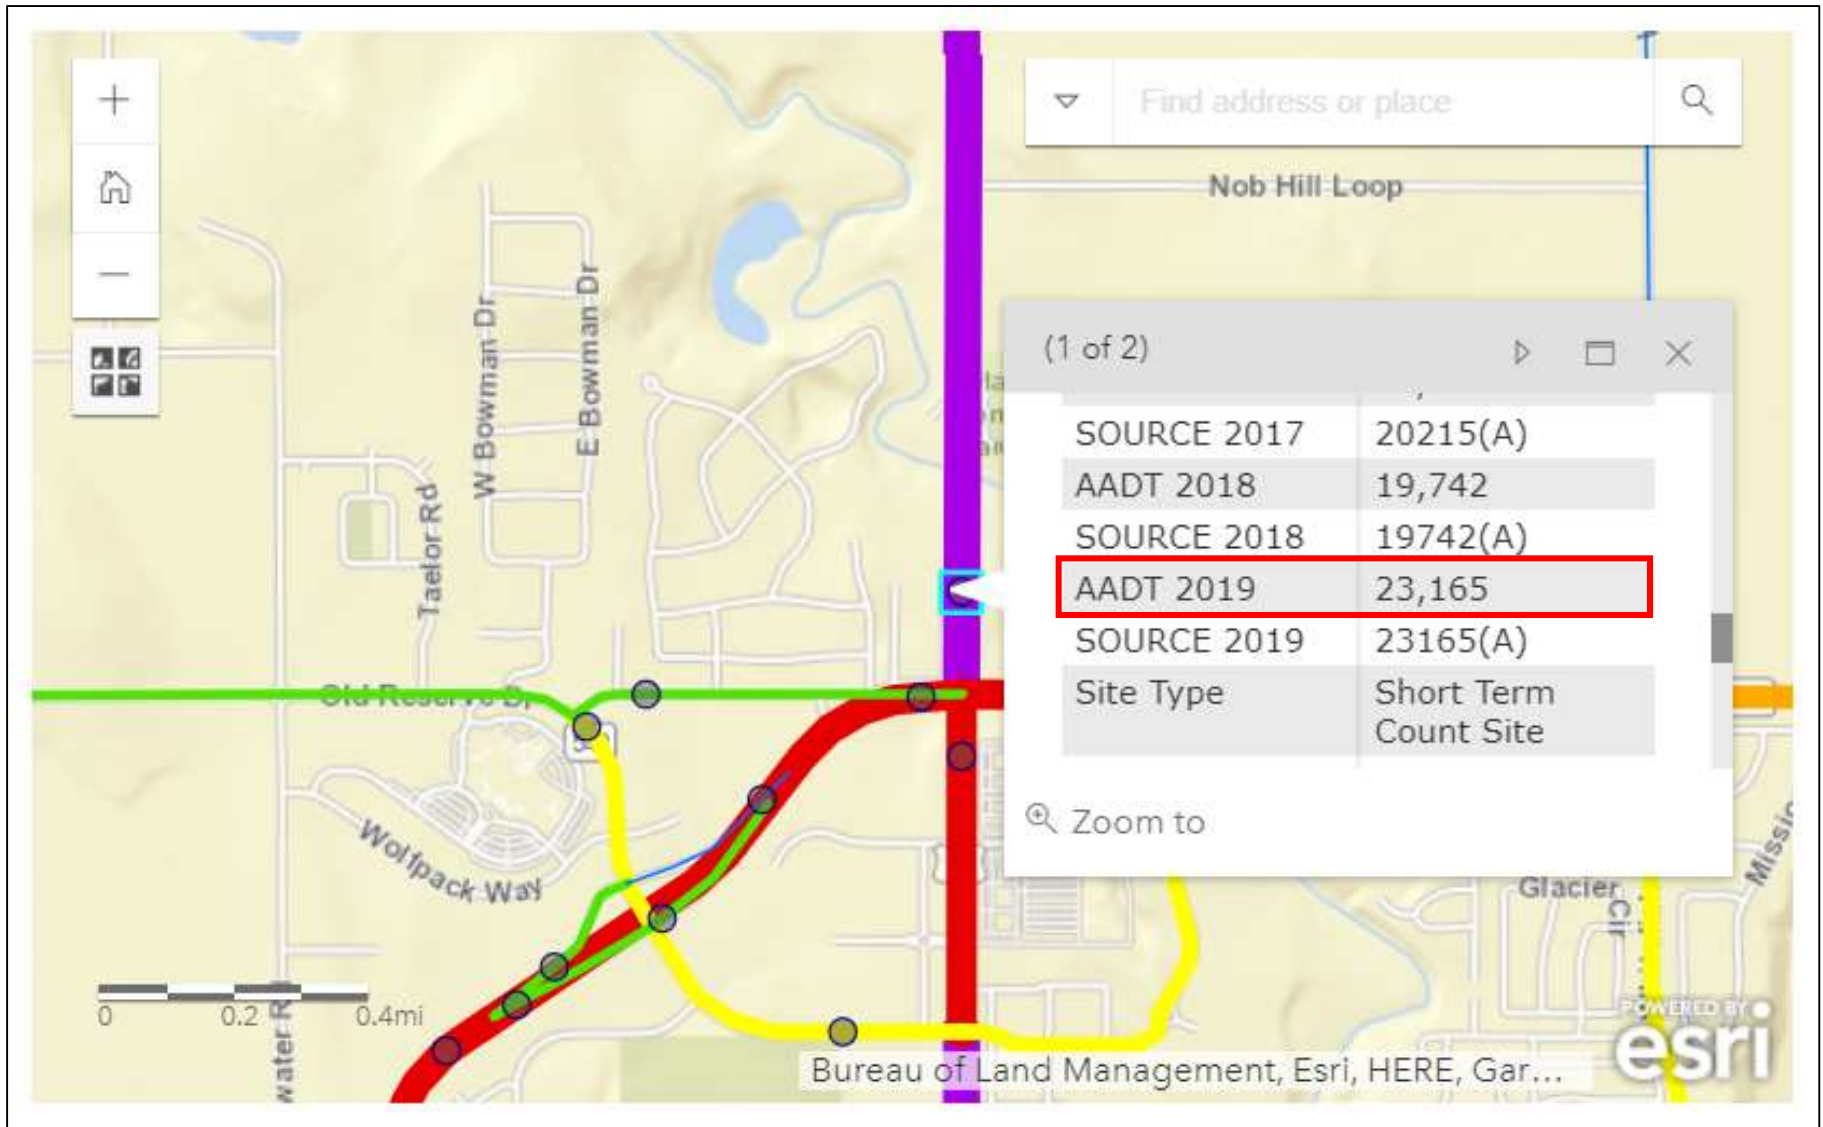 Find address or place
Nob Hill Loop
W Bowman Dr
E Bowman Dr
(1 of 2)
SOURCE 2017 20215(A)
AADT 2018 19,742
SOURCE 2018 19742(A)
AADT 2019 23,165
SOURCE 2019 23165(A)
Site Type Short Term
Count Site
Zoom to
Taelor Rd
Old Reserve Dr
Wolfpack Way
Glacier
Cir
0 0.2 0.4mi
POWERED BY
esri
Bureau of Land Management, Esri, HERE, Gar...